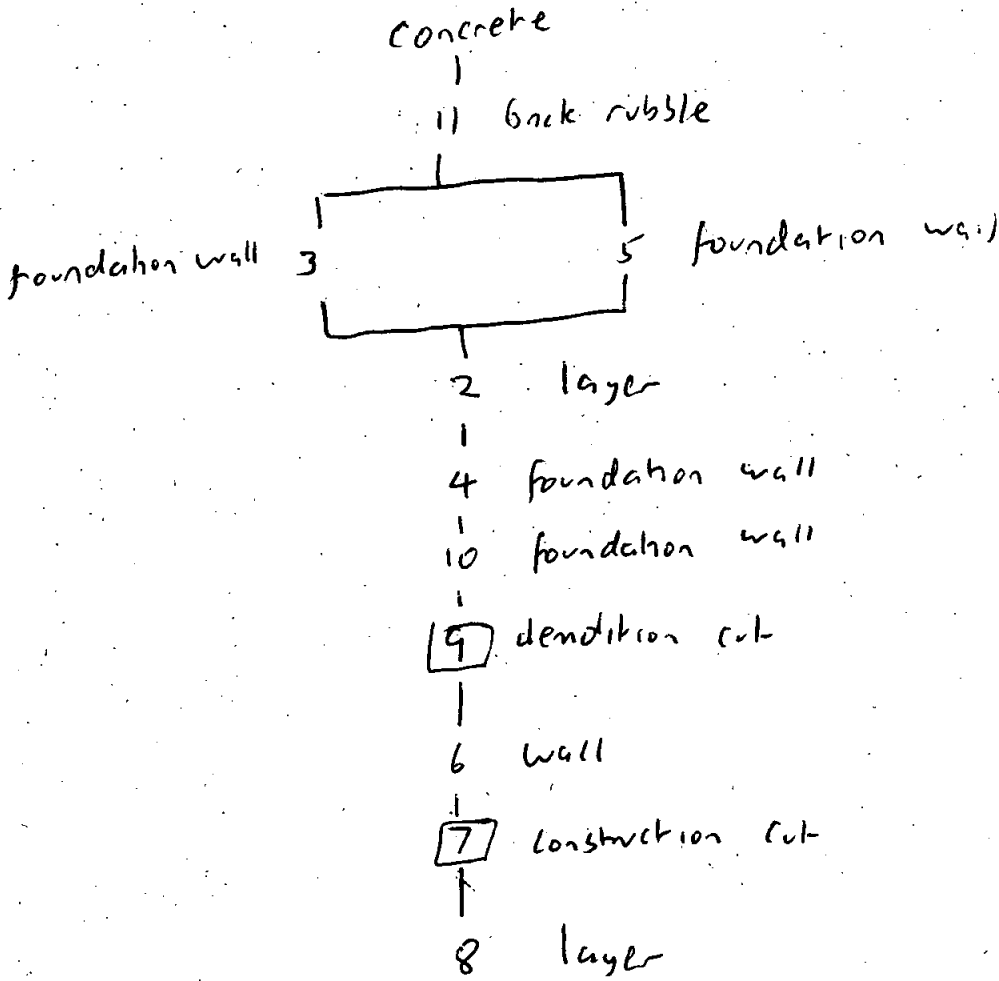 concrete
11 brick rubble
foundation wall 3
5 foundation wall
2 layer
4 foundation wall
10 foundation wall
9 demolition cut
6 wall
7 construction cut
8 layer